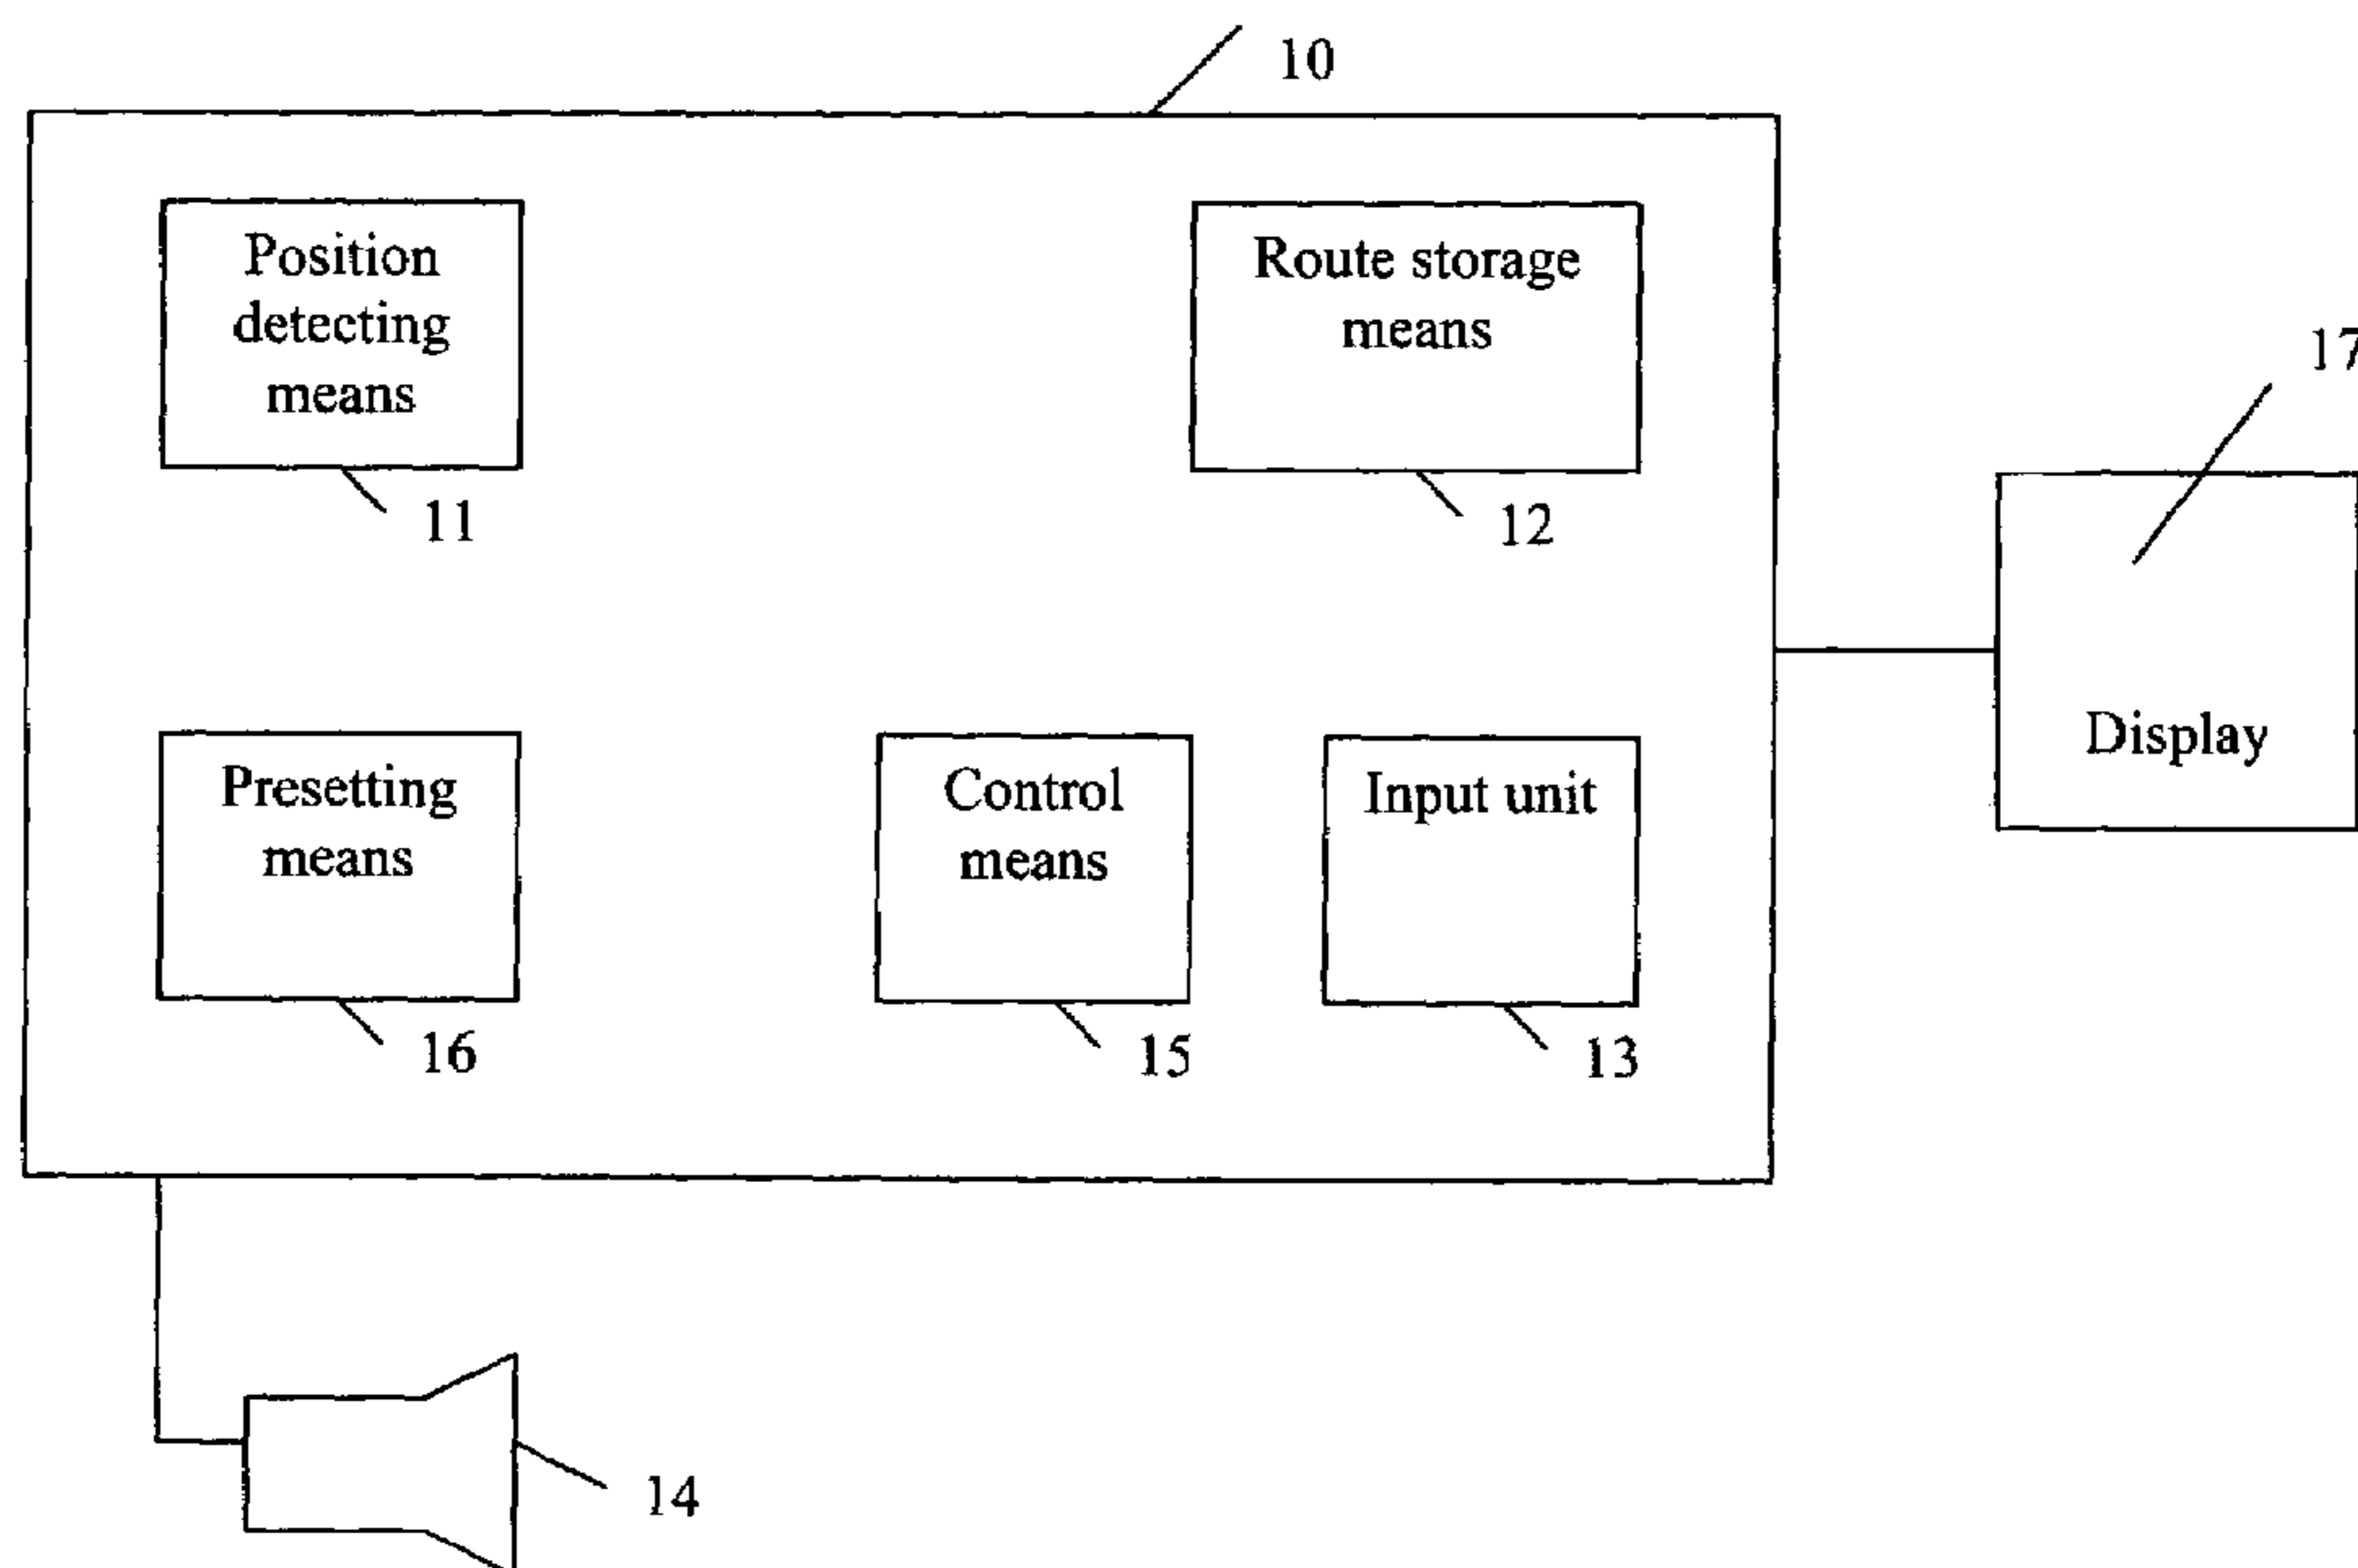 10
Position
detecting
means
11
Route storage
means
12
17
Display
Presetting
means
16
Control
means
15
Input unit
13
14